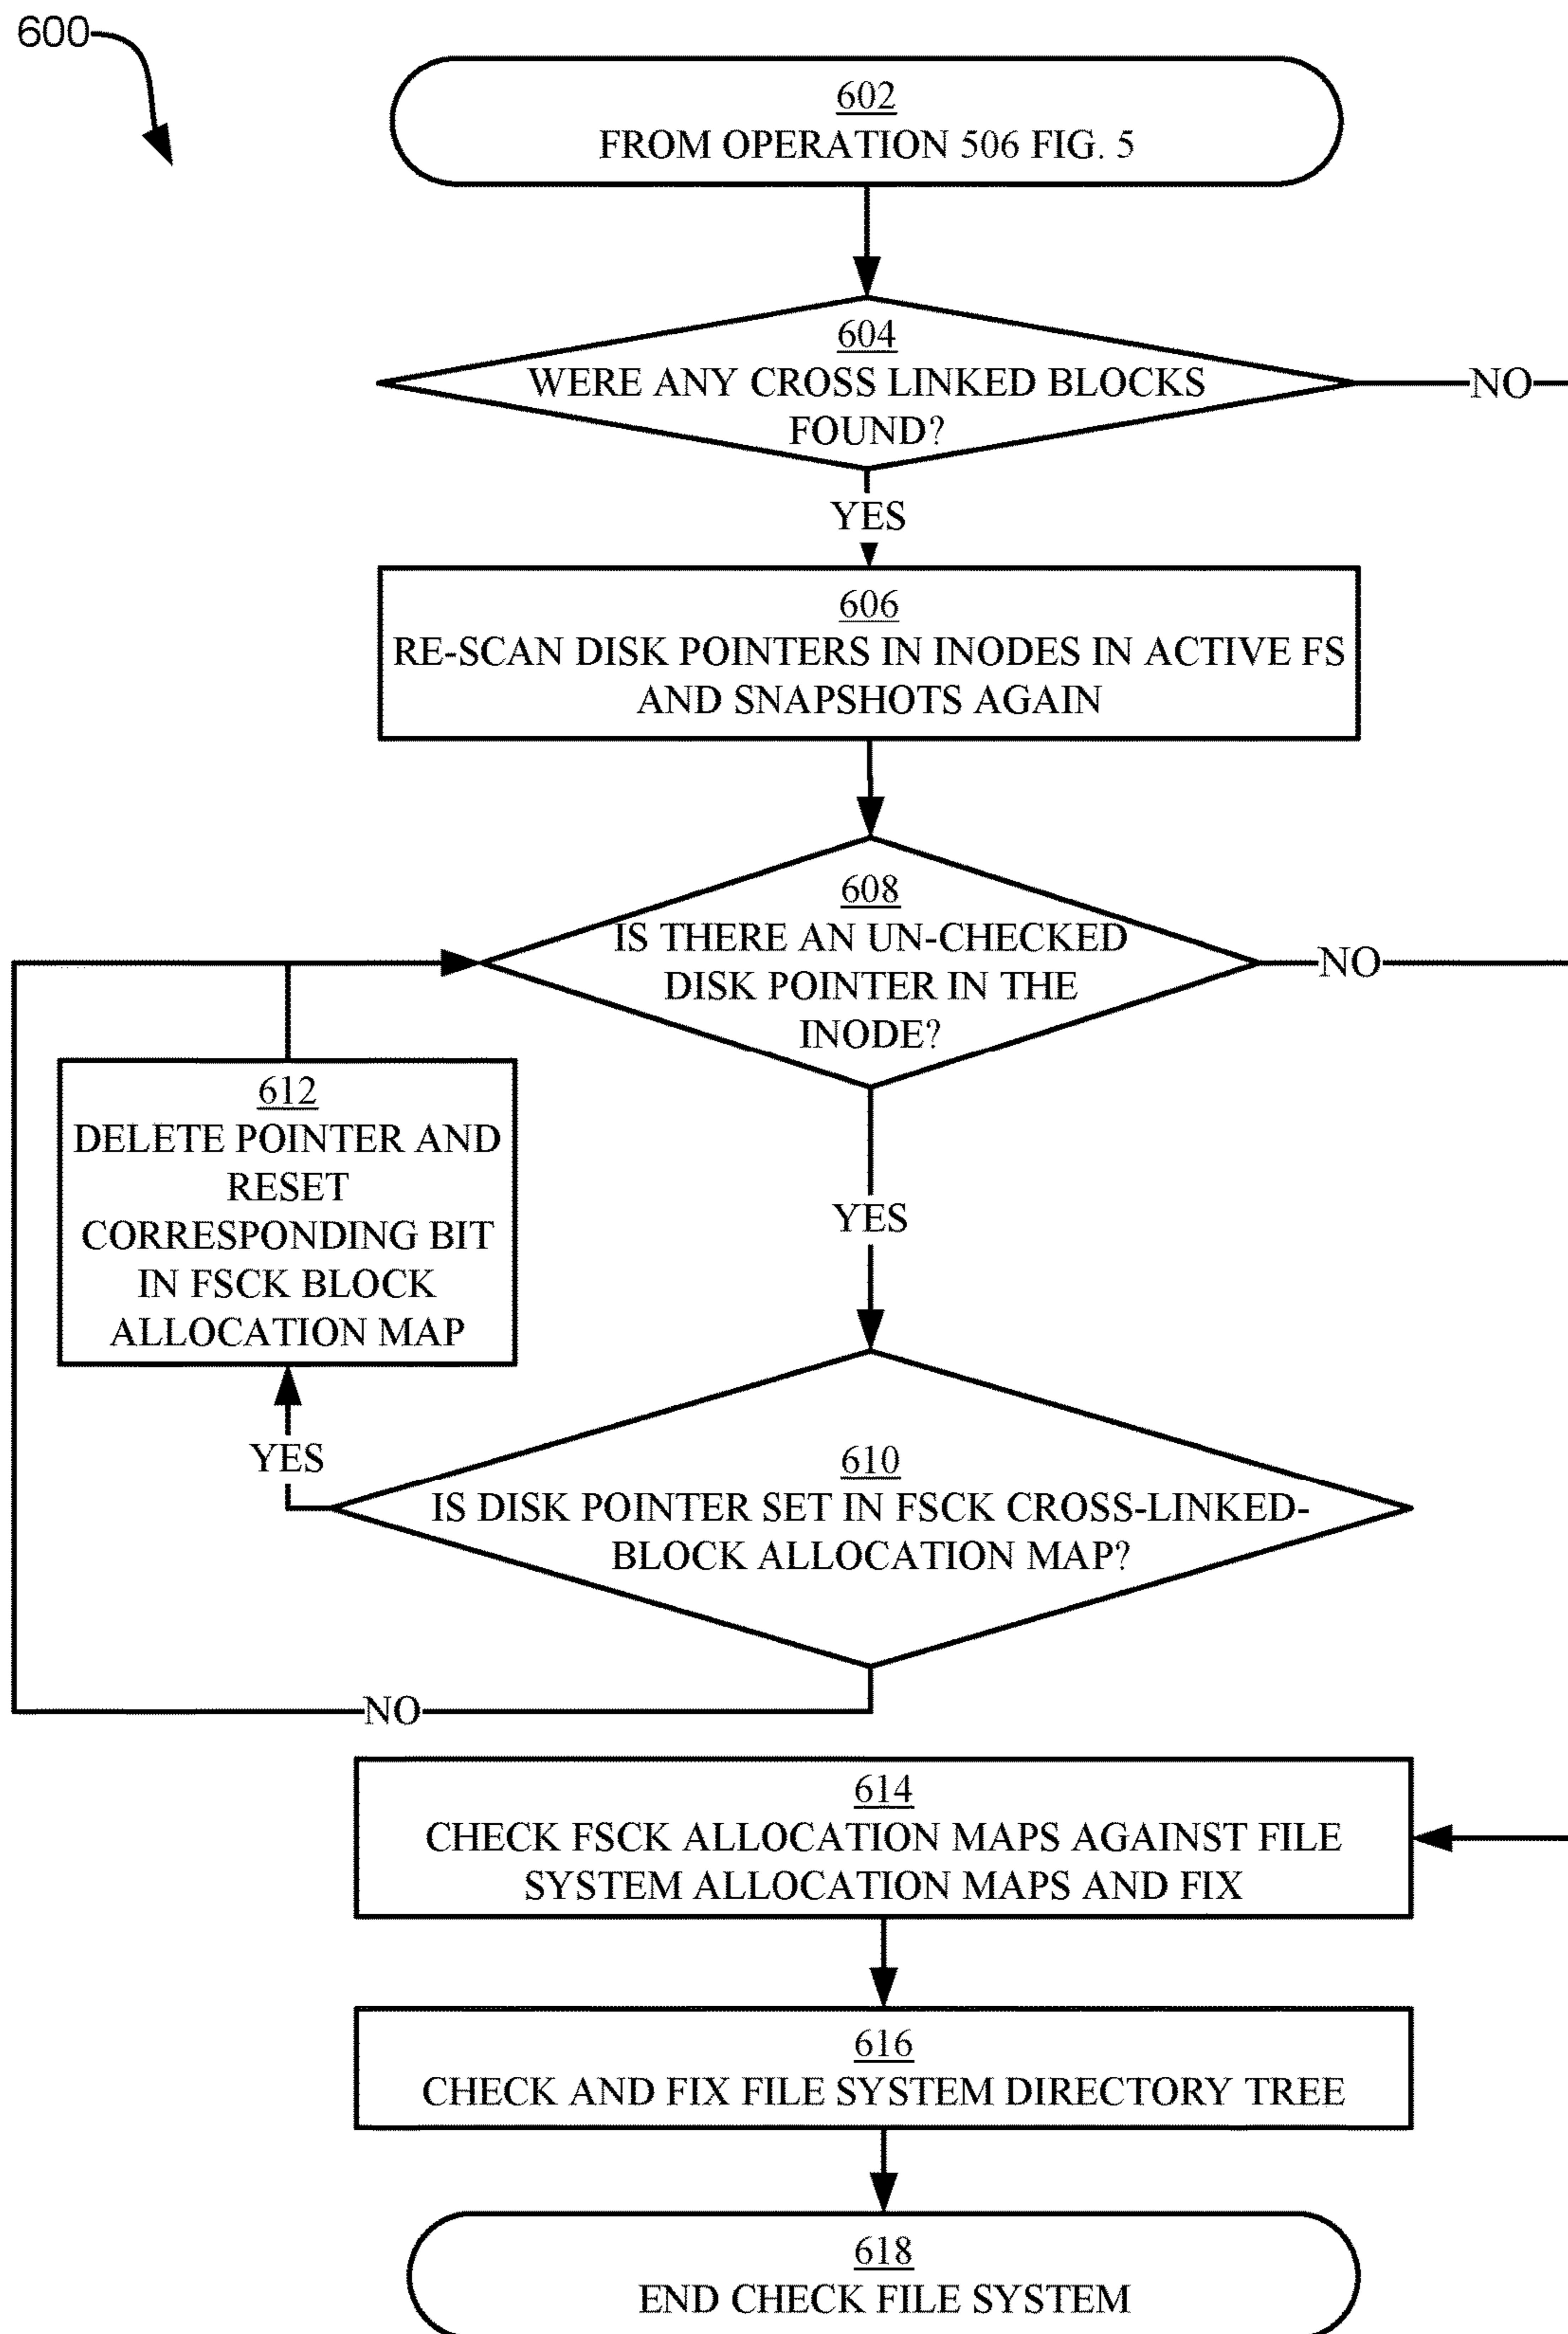 600
602
FROM OPERATION 506 FIG. 5
604
WERE ANY CROSS LINKED BLOCKS
FOUND?
NO
YES
606
RE-SCAN DISK POINTERS IN INODES IN ACTIVE FS
AND SNAPSHOTS AGAIN
608
IS THERE AN UN-CHECKED
DISK POINTER IN THE
INODE?
NO
612
DELETE POINTER AND
RESET
CORRESPONDING BIT
IN FSCK BLOCK
ALLOCATION MAP
YES
YES
610
IS DISK POINTER SET IN FSCK CROSS-LINKED-
BLOCK ALLOCATION MAP?
NO
614
CHECK FSCK ALLOCATION MAPS AGAINST FILE
SYSTEM ALLOCATION MAPS AND FIX
616
CHECK AND FIX FILE SYSTEM DIRECTORY TREE
618
END CHECK FILE SYSTEM